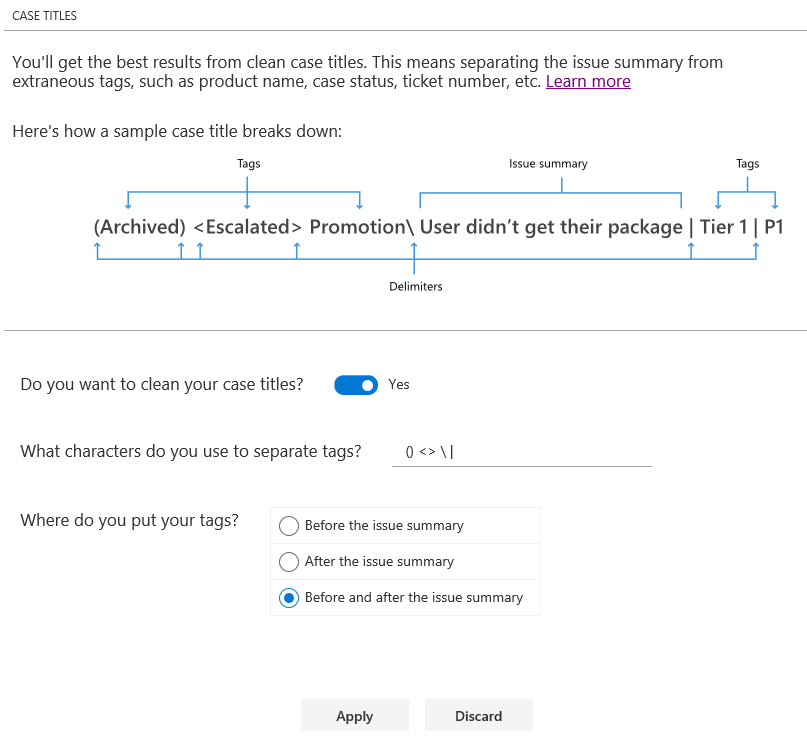 CASE TITLES
You'll get the best results from clean case titles. This means separating the issue summary from
extraneous tags, such as product name, case status, ticket number, etc. Learn more
Here's how a sample case title breaks down:
Tags
Issue summary
Tags
(Archived) <Escalated> Promotion\ User didn’t get their package | Tier 1 | P1
Delimiters
Do you want to clean your case titles?
Yes
What characters do you use to separate tags?
() <> \ |
Where do you put your tags?
Before the issue summary
After the issue summary
Before and after the issue summary
Apply
Discard